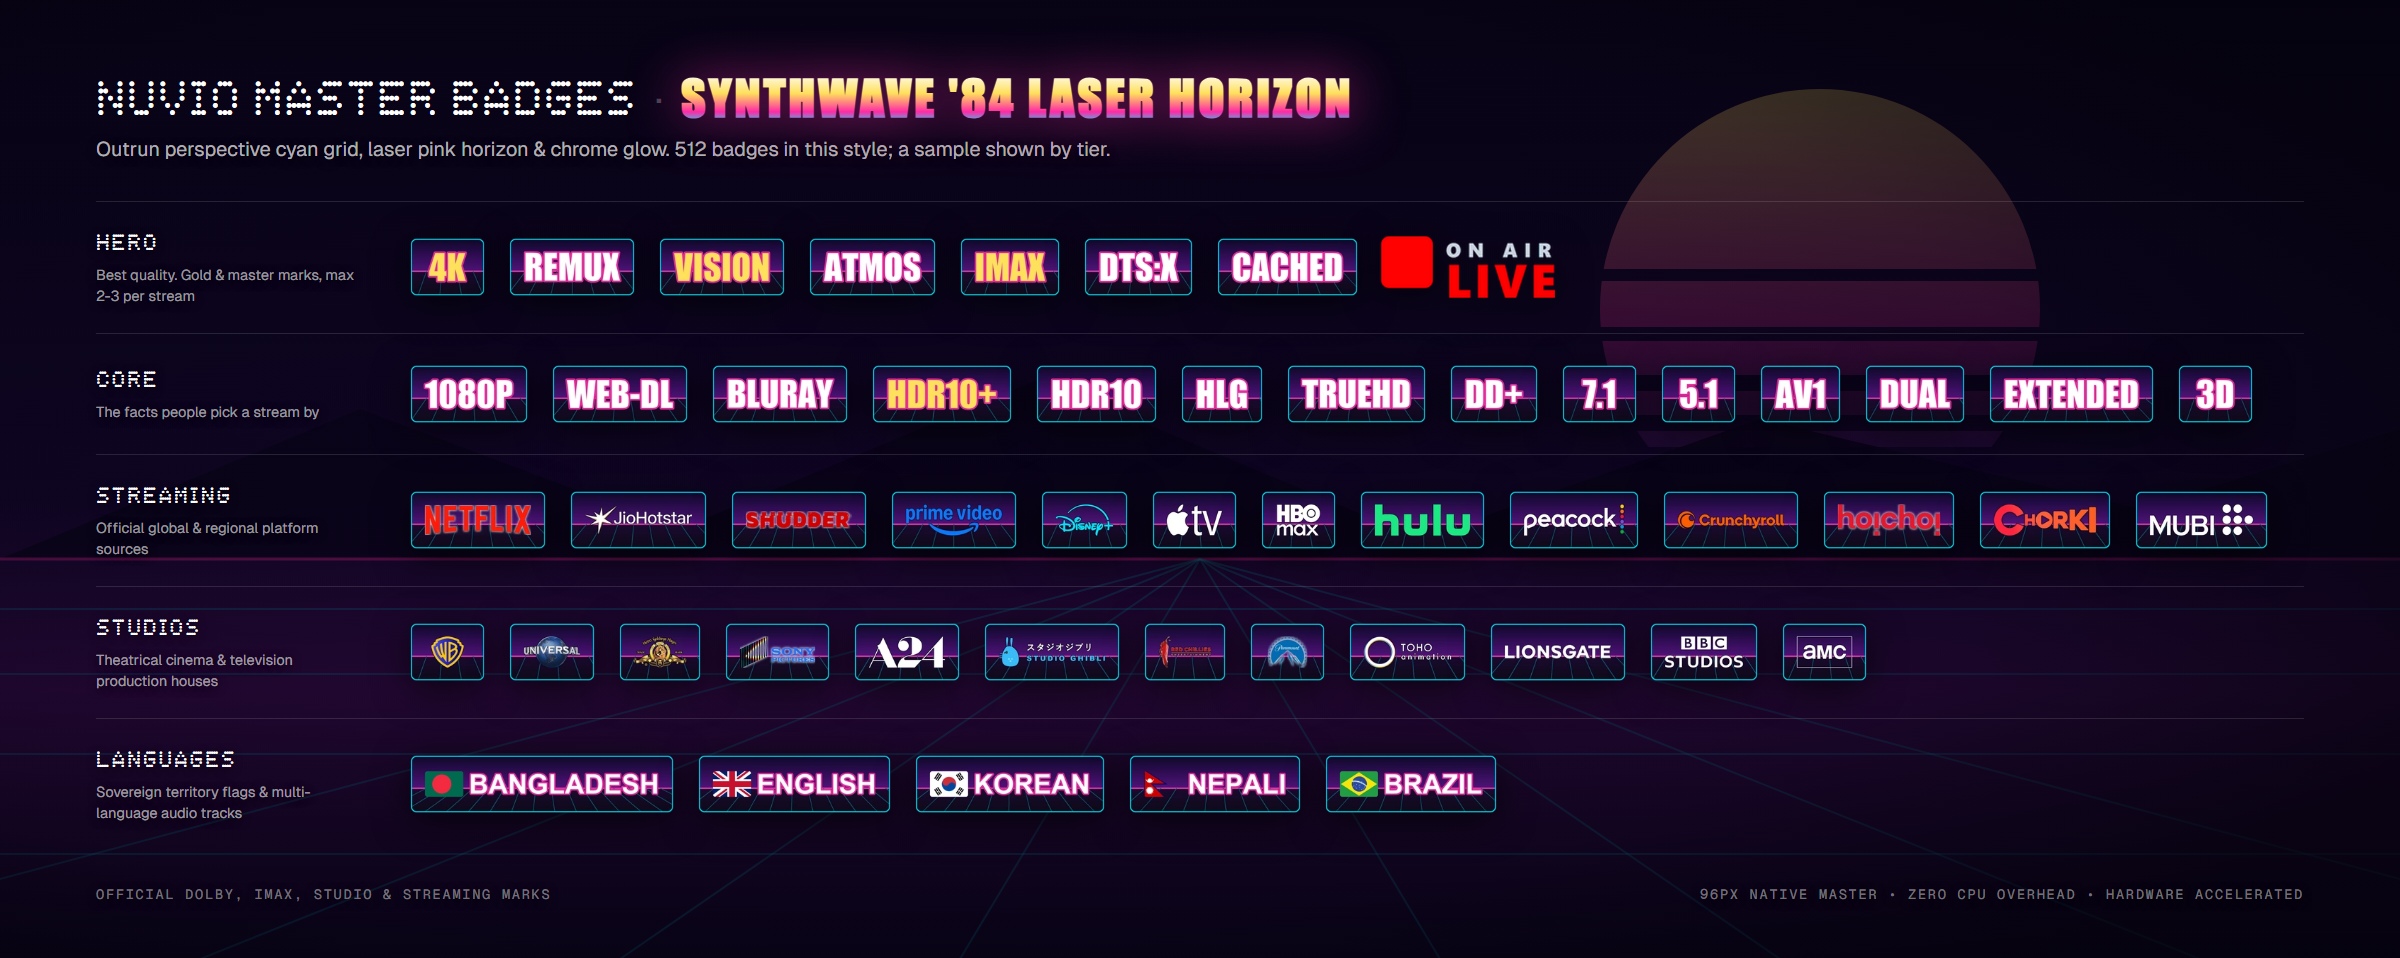 NUVIO MASTER BADGES · SYNTHWAVE '84 LASER HORIZON
Outrun perspective cyan grid, laser pink horizon & chrome glow. 512 badges in this style; a sample shown by tier.
HERO
Best quality. Gold & master marks, max
2-3 per stream
4K REMUX VISION ATMOS IMAX DTS:X CACHED ON AIR
LIVE
CORE
The facts people pick a stream by
1080P WEB-DL BLURAY HDR10+ HDR10 HLG TRUEHD DD+ 7.1 5.1 AV1 DUAL EXTENDED 3D
STREAMING
Official global & regional platform
sources
NETFLIX JioHotstar SHUDDER prime video Disney+ tv HBO max hulu peacock Crunchyroll hoichoi CHORKI MUBI
STUDIOS
Theatrical cinema & television
production houses
WB UNIVERSAL SONY PICTURES A24 スタジオジブリ STUDIO GHIBLI RED CHILLIES Paramount TOHO animation LIONSGATE BBC STUDIOS aMC
LANGUAGES
Sovereign territory flags & multi-
language audio tracks
BANGLADESH ENGLISH KOREAN NEPALI BRAZIL
OFFICIAL DOLBY, IMAX, STUDIO & STREAMING MARKS
96PX NATIVE MASTER • ZERO CPU OVERHEAD • HARDWARE ACCELERATED